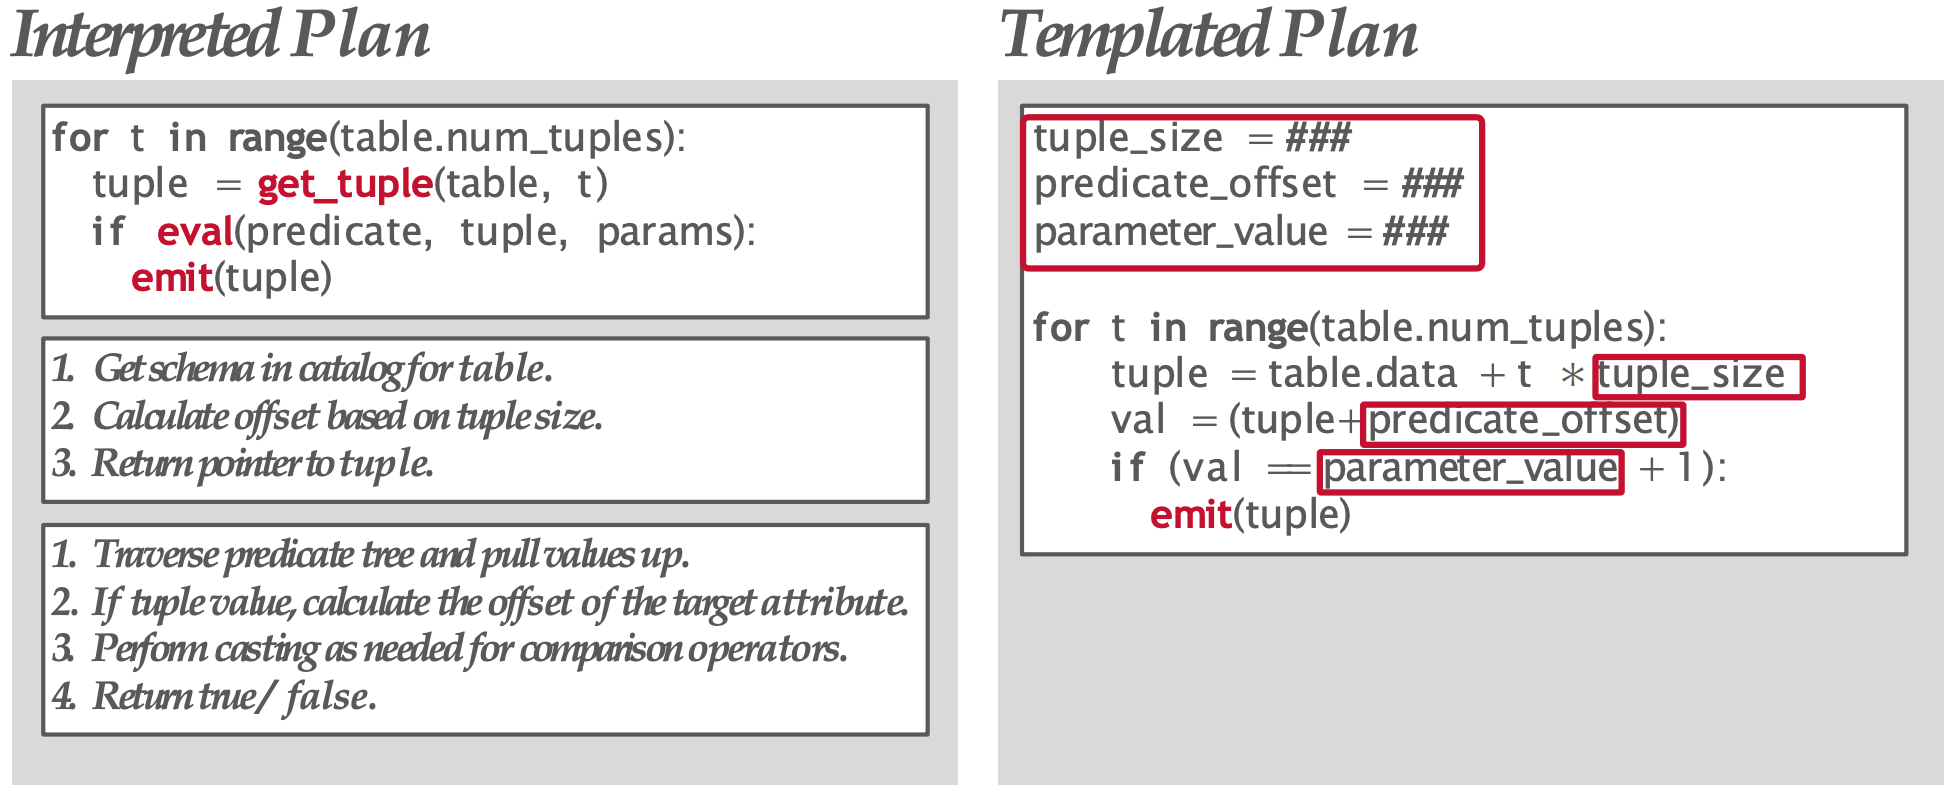 Interpreted Plan
for t in range(table.num_tuples):
tuple = get_tuple(table, t)
if eval(predicate, tuple, params):
emit(tuple)
1. Get schema in catalog for table.
2. Calculate offset based on tuple size.
3. Return pointer to tuple.
1. Traverse predicate tree and pull values up.
2. If tuple value, calculate the offset of the target attribute.
3. Perform casting as needed for comparison operators.
4. Return true/ false.
Templated Plan
tuple_size = ###
predicate_offset = ###
parameter_value = ###
for t in range(table.num_tuples):
tuple = table.data + t * tuple_size
val = (tuple+predicate_offset)
if (val == parameter_value + 1):
emit(tuple)